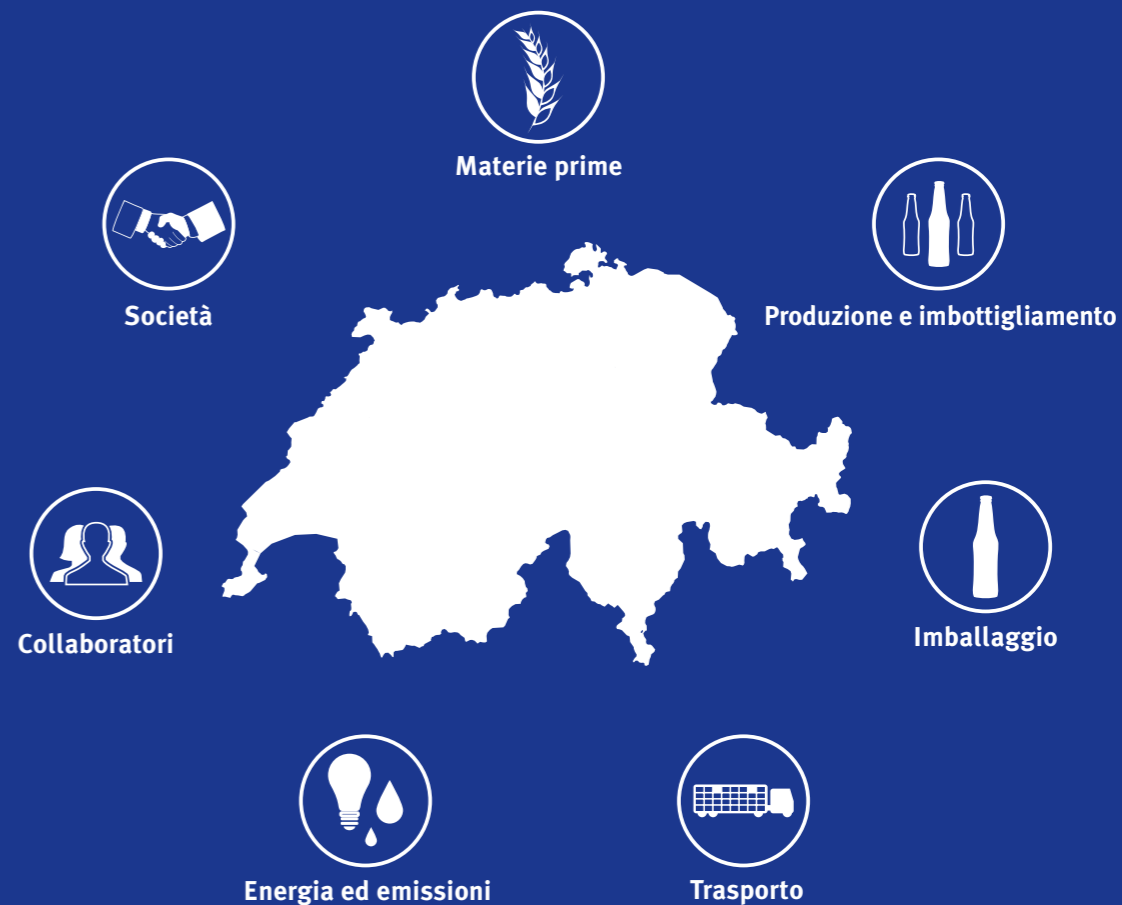 Materie prime
Società
Produzione e imbottigliamento
Collaboratori
Imballaggio
Energia ed emissioni
Trasporto